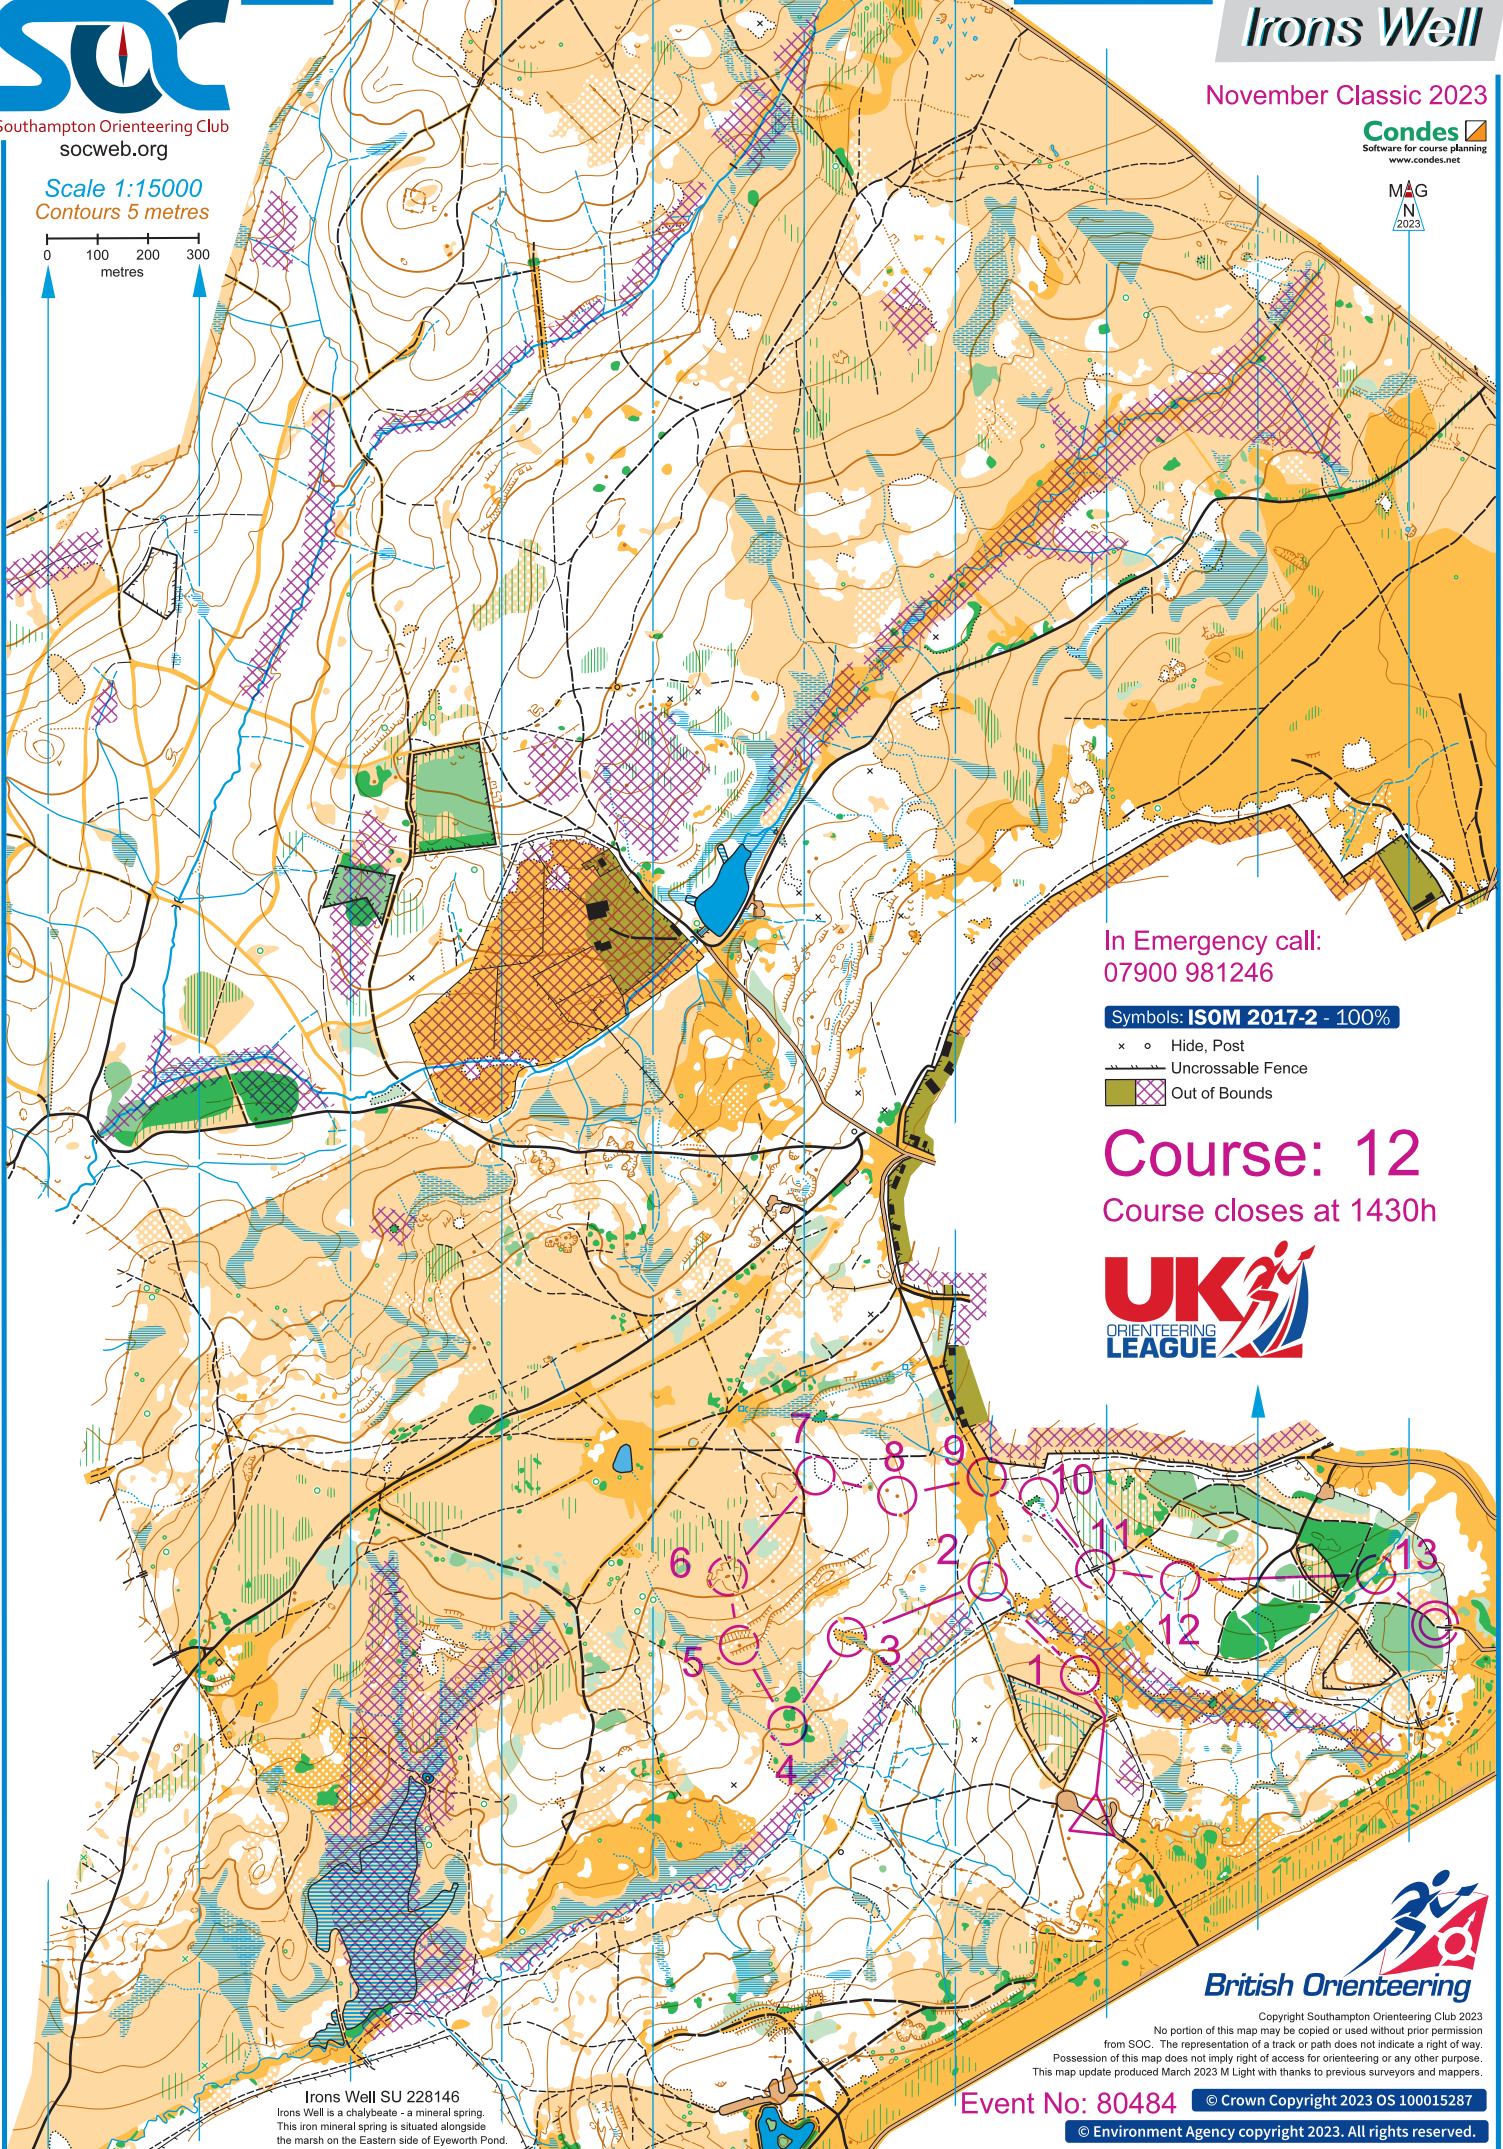 SOC
Southampton Orienteering Club
socweb.org
Scale 1:15000
Contours 5 metres
0 100 200 300
metres
Irons Well
November Classic 2023
Condes
Software for course planning
www.condes.net
MAG
N
2023
In Emergency call:
07900 981246
Symbols: ISOM 2017-2 - 100%
Hide, Post
Uncrossable Fence
Out of Bounds
Course: 12
Course closes at 1430h
UK
ORIENTEERING
LEAGUE
7
8
9
10
6
2
11
13
5
3
1
12
4
British Orienteering
Copyright Southampton Orienteering Club 2023
No portion of this map may be copied or used without prior permission
from SOC. The representation of a track or path does not indicate a right of way.
Possession of this map does not imply right of access for orienteering or any other purpose.
This map update produced March 2023 M Light with thanks to previous surveyors and mappers.
Event No: 80484
© Crown Copyright 2023 OS 100015287
© Environment Agency copyright 2023. All rights reserved.
Irons Well SU 228146
Irons Well is a chalybeate - a mineral spring.
This iron mineral spring is situated alongside
the marsh on the Eastern side of Eyeworth Pond.